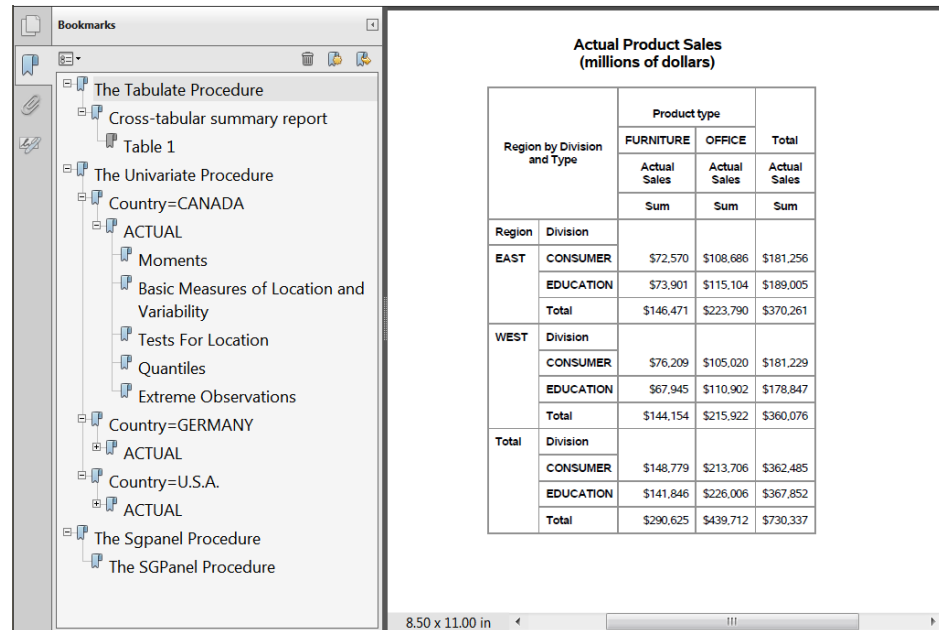 Bookmarks
The Tabulate Procedure
Cross-tabular summary report
Table 1
The Univariate Procedure
Country=CANADA
ACTUAL
Moments
Basic Measures of Location and
Variability
Tests For Location
Quantiles
Extreme Observations
Country=GERMANY
ACTUAL
Country=U.S.A.
ACTUAL
The Sgpanel Procedure
The SGPanel Procedure
Actual Product Sales
(millions of dollars)
Region by Division
and Type
Product type
FURNITURE OFFICE Total
Actual Actual Actual
Sales Sales Sales
Sum Sum Sum
Region Division
EAST CONSUMER $72,570 $108,686 $181,256
EDUCATION $73,901 $115,104 $189,005
Total $146,471 $223,790 $370,261
WEST Division
CONSUMER $76,209 $105,020 $181,229
EDUCATION $67,945 $110,902 $178,847
Total $144,154 $215,922 $360,076
Total Division
CONSUMER $148,779 $213,706 $362,485
EDUCATION $141,846 $226,006 $367,852
Total $290,625 $439,712 $730,337
8.50 x 11.00 in